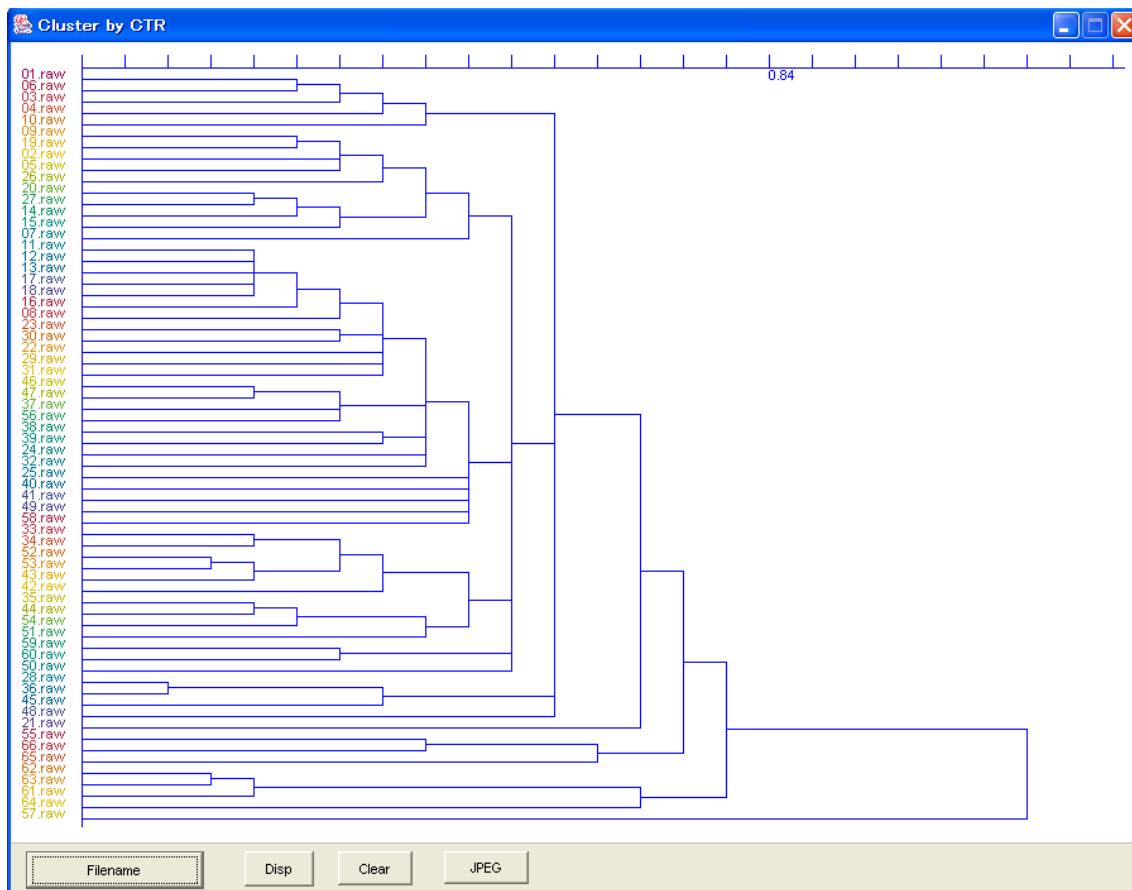 Cluster by CTR
0.84
01.raw
06.raw
03.raw
04.raw
10.raw
09.raw
19.raw
02.raw
05.raw
26.raw
20.raw
27.raw
14.raw
15.raw
07.raw
11.raw
12.raw
13.raw
17.raw
18.raw
16.raw
08.raw
23.raw
30.raw
22.raw
29.raw
31.raw
46.raw
47.raw
37.raw
56.raw
38.raw
39.raw
24.raw
32.raw
25.raw
40.raw
41.raw
49.raw
58.raw
33.raw
34.raw
52.raw
53.raw
43.raw
42.raw
35.raw
44.raw
54.raw
51.raw
59.raw
60.raw
50.raw
28.raw
36.raw
45.raw
48.raw
21.raw
55.raw
66.raw
65.raw
62.raw
63.raw
61.raw
64.raw
57.raw
Filename Disp Clear JPEG